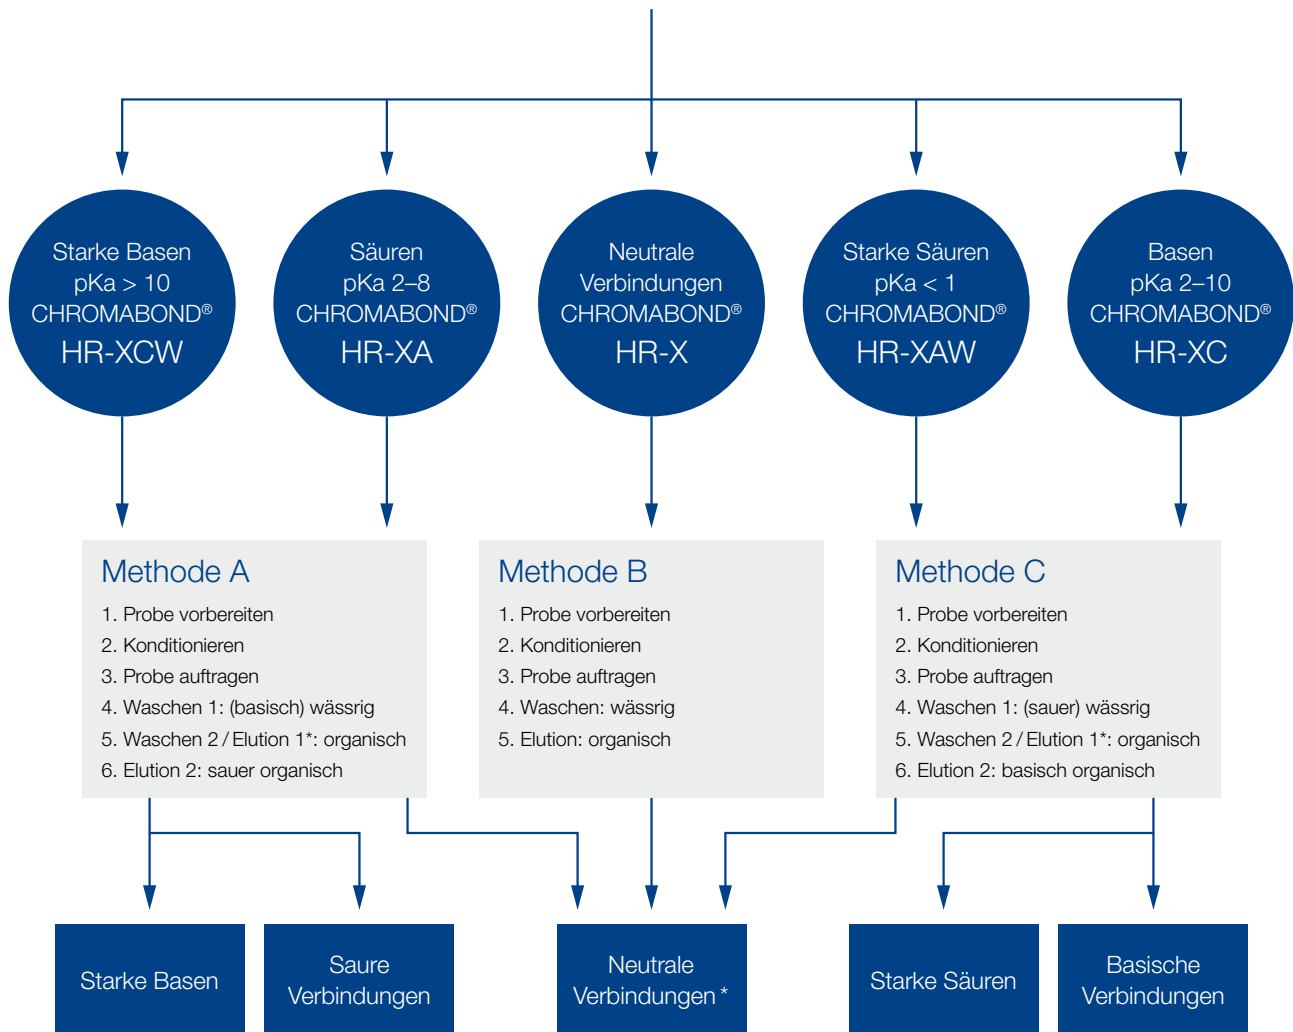 Starke Basen
pKa > 10
CHROMABOND®
HR-XCW
Säuren
pKa 2–8
CHROMABOND®
HR-XA
Neutrale
Verbindungen
CHROMABOND®
HR-X
Starke Säuren
pKa < 1
CHROMABOND®
HR-XAW
Basen
pKa 2–10
CHROMABOND®
HR-XC
Methode A
1. Probe vorbereiten
2. Konditionieren
3. Probe auftragen
4. Waschen 1: (basisch) wässrig
5. Waschen 2 / Elution 1*: organisch
6. Elution 2: sauer organisch
Methode B
1. Probe vorbereiten
2. Konditionieren
3. Probe auftragen
4. Waschen: wässrig
5. Elution: organisch
Methode C
1. Probe vorbereiten
2. Konditionieren
3. Probe auftragen
4. Waschen 1: (sauer) wässrig
5. Waschen 2 / Elution 1*: organisch
6. Elution 2: basisch organisch
Starke Basen
Saure
Verbindungen
Neutrale
Verbindungen *
Starke Säuren
Basische
Verbindungen